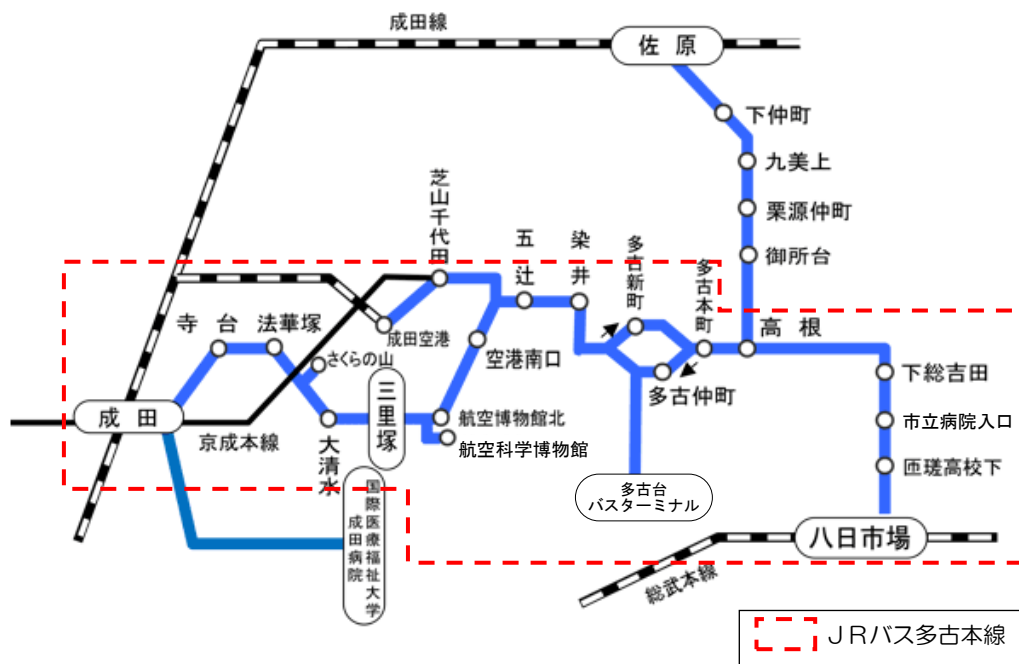 成田線
佐原
下仲町
九美上
栗源仲町
御所台
芝山千代田
五辻
染井
多古新町
多古本町
高根
寺台
法華塚
さくらの山
成田空港
空港南口
多古仲町
下総吉田
市立病院入口
匝瑳高校下
成田
京成本線
大清水
三里塚
航空博物館北
航空科学博物館
国際医療福祉大学
成田病院
多古台
バスターミナル
八日市場
総武本線
JRバス多古本線